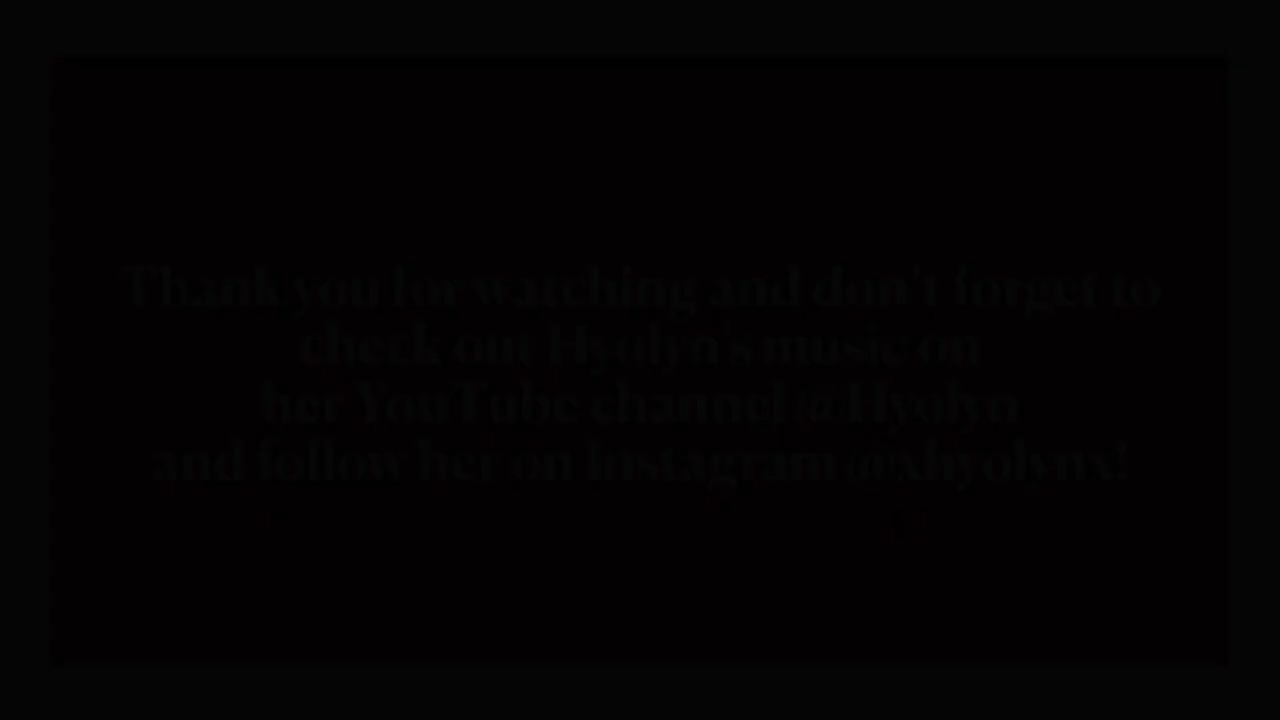 Thank you for watching and don't forget to
check out Hyolyn's music on
her YouTube channel @Hyolyn
and follow her on Instagram @xhyolynx!